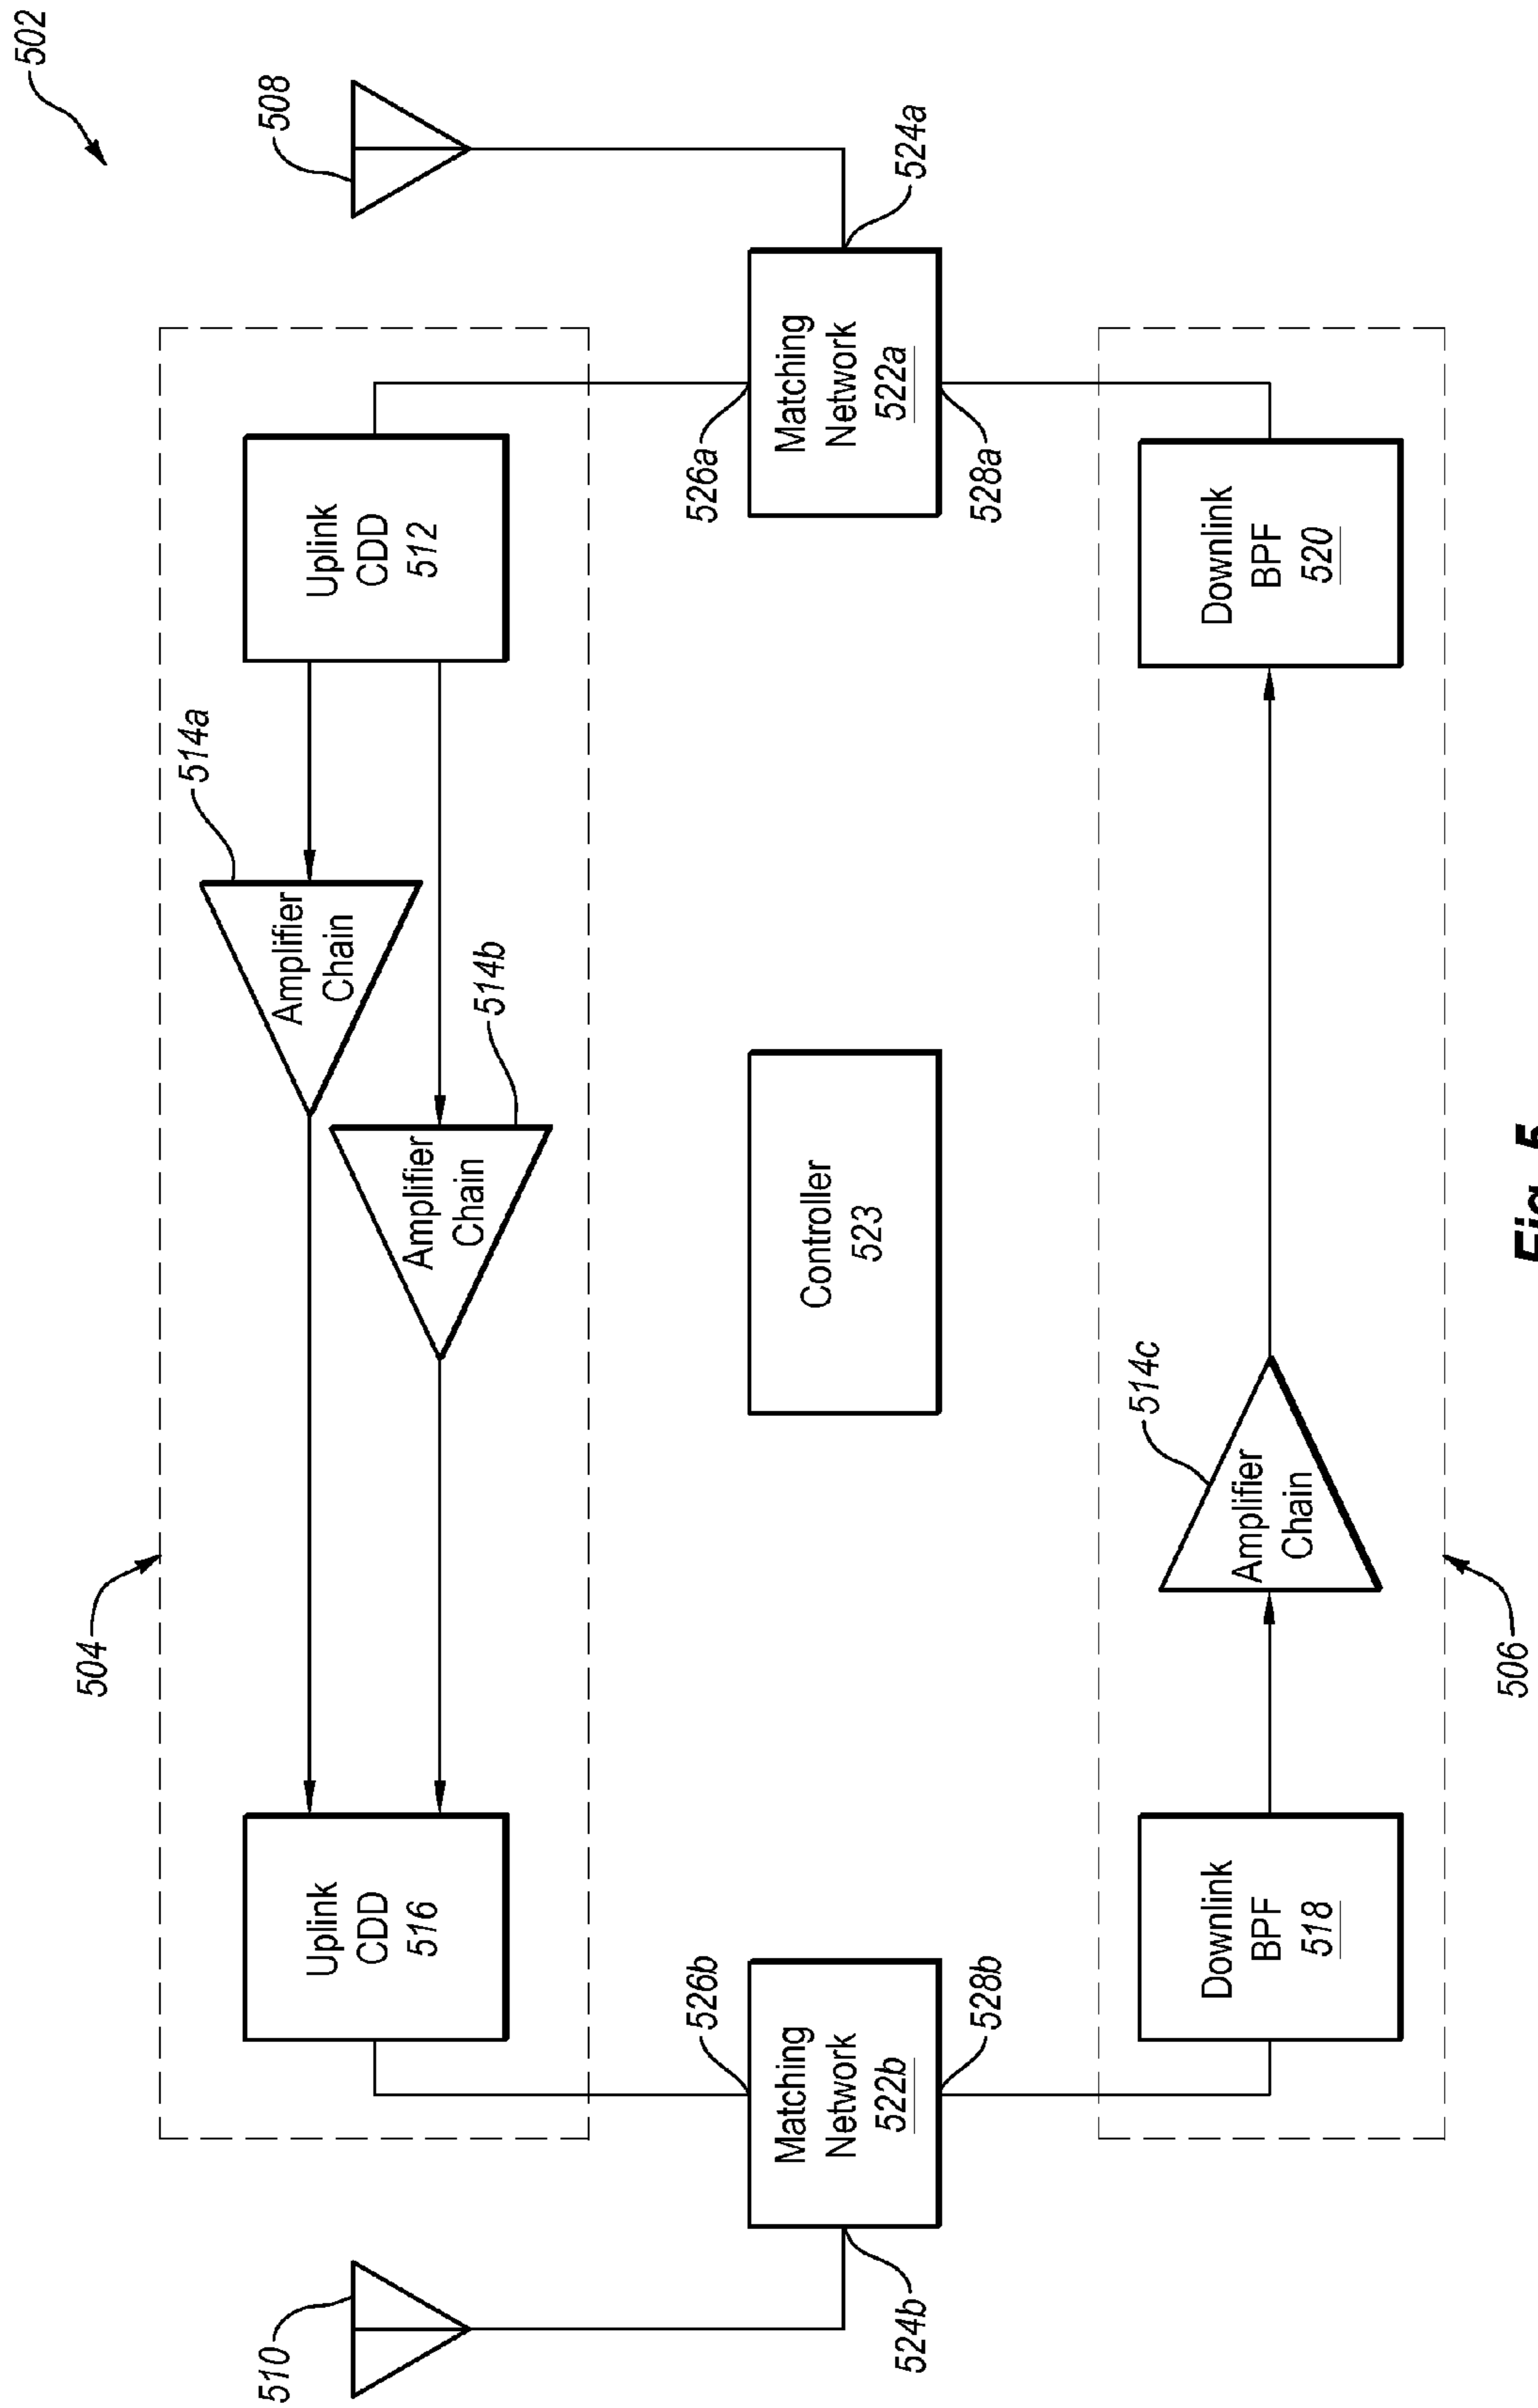 502
508
504
514a
Uplink
CDD
516
Amplifier
Chain
Uplink
CDD
512
514b
Amplifier
Chain
510
526b
526a
Matching
Network
522b
Controller
523
Matching
Network
522a
524b
528b
528a
524a
514c
Downlink
BPF
518
Amplifier
Chain
Downlink
BPF
520
506